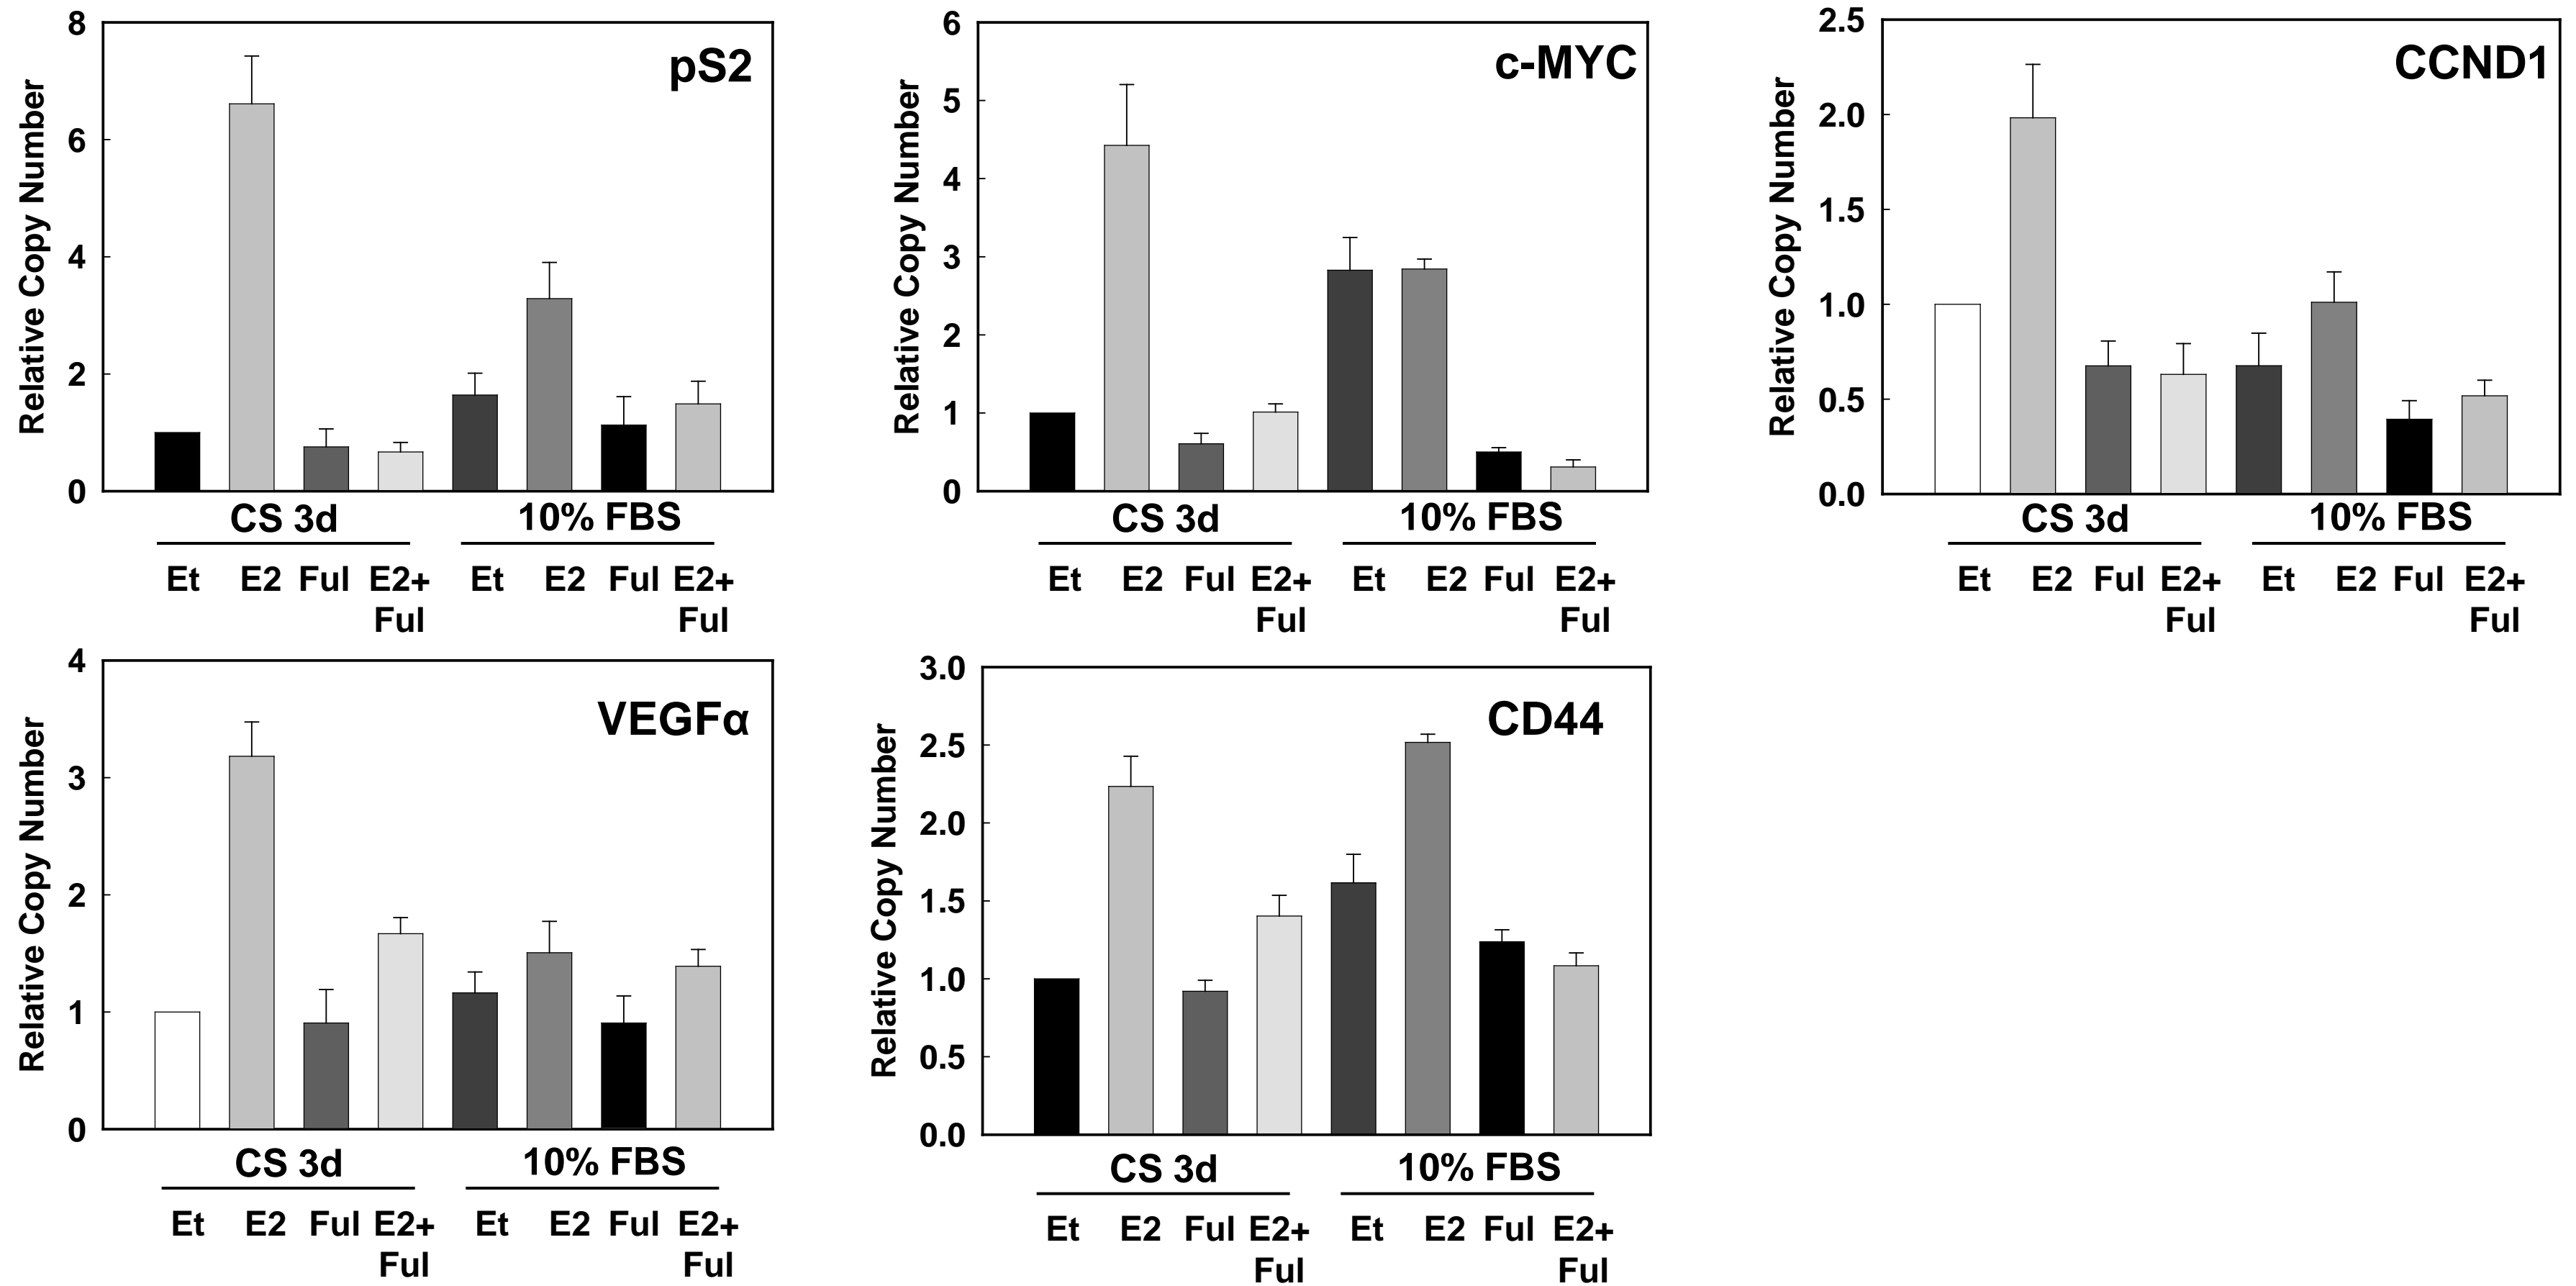 pS2
Relative Copy Number
8
6
4
2
0
CS 3d 10% FBS
Et E2 Ful E2+ Et E2 Ful E2+
Ful Ful
c-MYC
Relative Copy Number
6
5
4
3
2
1
0
CS 3d 10% FBS
Et E2 Ful E2+ Et E2 Ful E2+
Ful Ful
CCND1
Relative Copy Number
2.5
2.0
1.5
1.0
0.5
0.0
CS 3d 10% FBS
Et E2 Ful E2+ Et E2 Ful E2+
Ful Ful
VEGFα
Relative Copy Number
4
3
2
1
0
CS 3d 10% FBS
Et E2 Ful E2+ Et E2 Ful E2+
Ful Ful
CD44
Relative Copy Number
3.0
2.5
2.0
1.5
1.0
0.5
0.0
CS 3d 10% FBS
Et E2 Ful E2+ Et E2 Ful E2+
Ful Ful